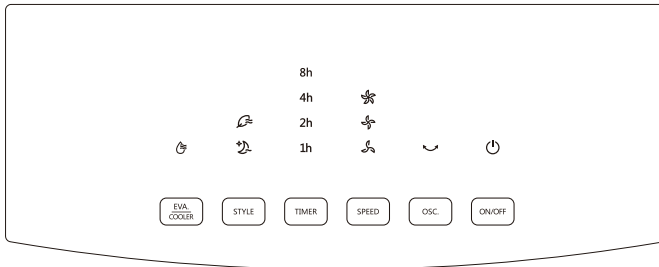 8h
4h
2h
1h
EVA.
COOLER
STYLE
TIMER
SPEED
OSC.
ON/OFF